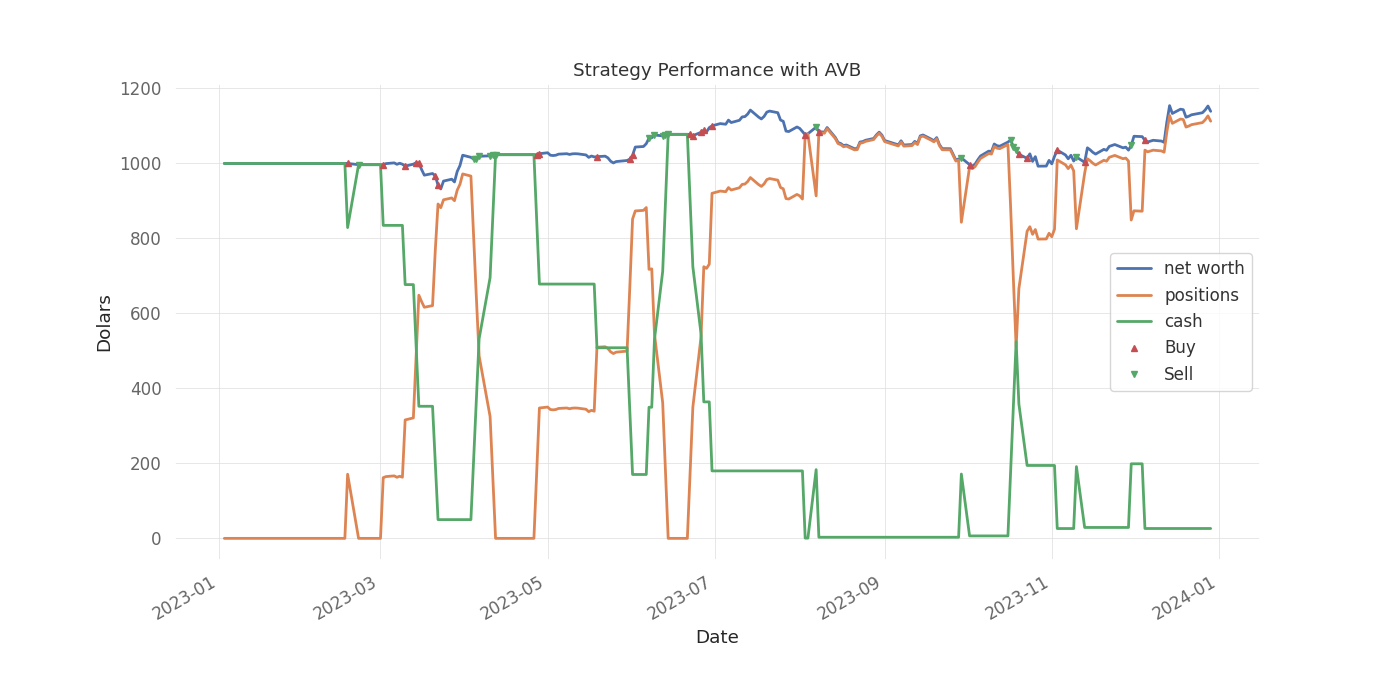 Strategy Performance with AVB
1200
1000
800
600
400
200
0
Dolars
net worth
positions
cash
Buy
Sell
2023-01
2023-03
2023-05
2023-07
2023-09
2023-11
2024-01
Date